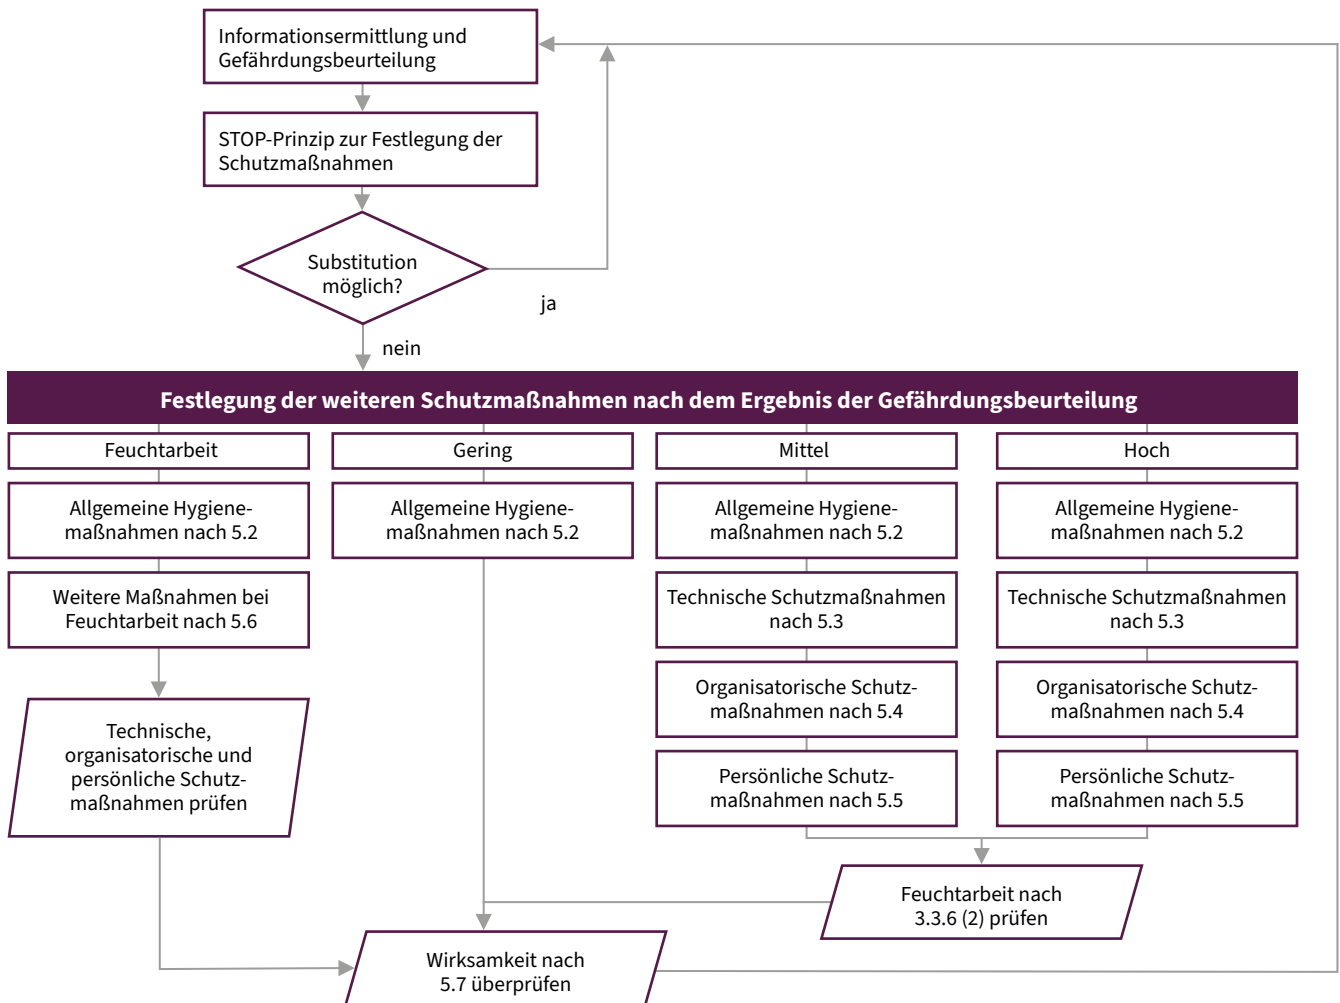 Informationsermittlung und
Gefährdungsbeurteilung
STOP-Prinzip zur Festlegung der
Schutzmaßnahmen
Substitution
möglich?
ja
nein
Festlegung der weiteren Schutzmaßnahmen nach dem Ergebnis der Gefährdungsbeurteilung
Feuchtarbeit
Allgemeine Hygiene-
maßnahmen nach 5.2
Weitere Maßnahmen bei
Feuchtarbeit nach 5.6
Technische,
organisatorische und
persönliche Schutz-
maßnahmen prüfen
Gering
Allgemeine Hygiene-
maßnahmen nach 5.2
Mittel
Allgemeine Hygiene-
maßnahmen nach 5.2
Technische Schutzmaßnahmen
nach 5.3
Organisatorische Schutz-
maßnahmen nach 5.4
Persönliche Schutz-
maßnahmen nach 5.5
Hoch
Allgemeine Hygiene-
maßnahmen nach 5.2
Technische Schutzmaßnahmen
nach 5.3
Organisatorische Schutz-
maßnahmen nach 5.4
Persönliche Schutz-
maßnahmen nach 5.5
Feuchtarbeit nach
3.3.6 (2) prüfen
Wirksamkeit nach
5.7 überprüfen